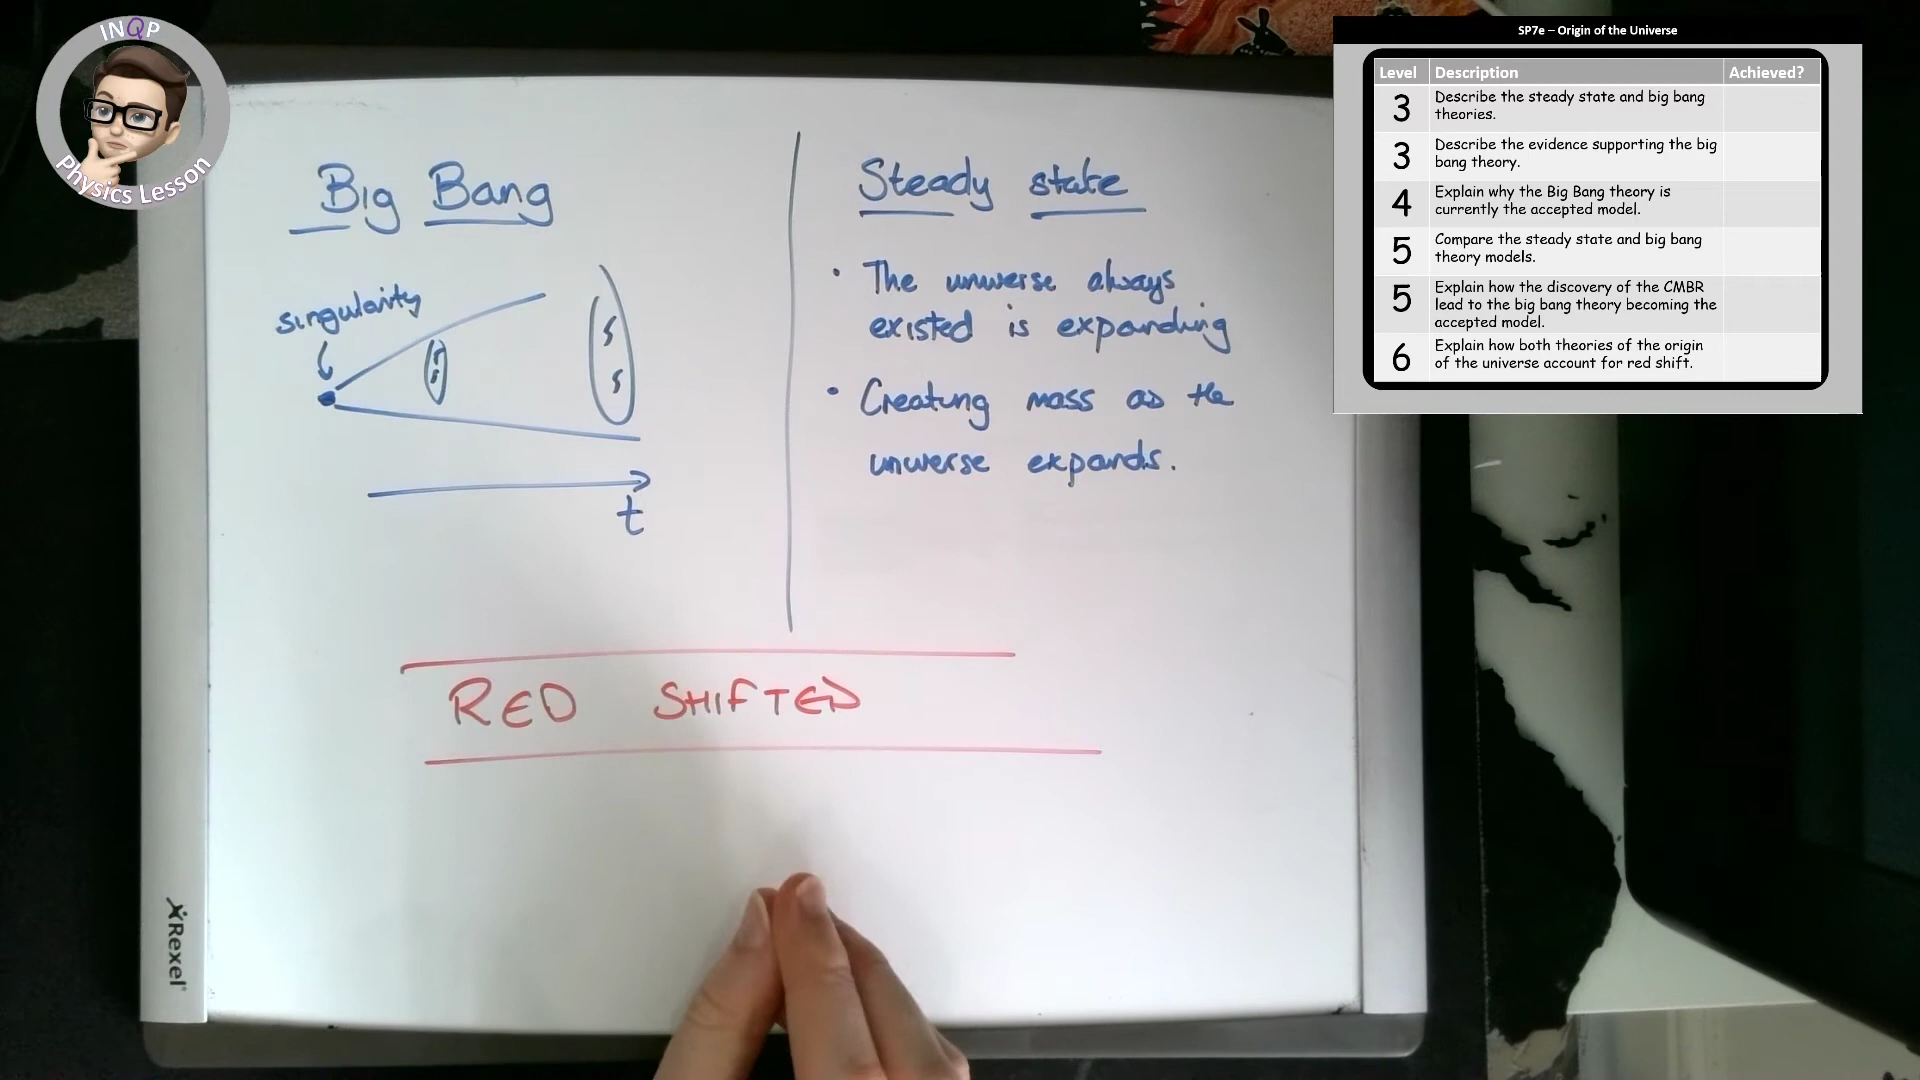 INQP
Physics Lesson
Big Bang
singularity
t
Steady state
• The universe always
existed is expanding
• Creating mass as the
universe expands.
RED SHIFTED
Rexel
SP7e – Origin of the Universe
Level Description Achieved?
3 Describe the steady state and big bang
theories.
3 Describe the evidence supporting the big
bang theory.
4 Explain why the Big Bang theory is
currently the accepted model.
5 Compare the steady state and big bang
theory models.
5 Explain how the discovery of the CMBR
lead to the big bang theory becoming the
accepted model.
6 Explain how both theories of the origin
of the universe account for red shift.